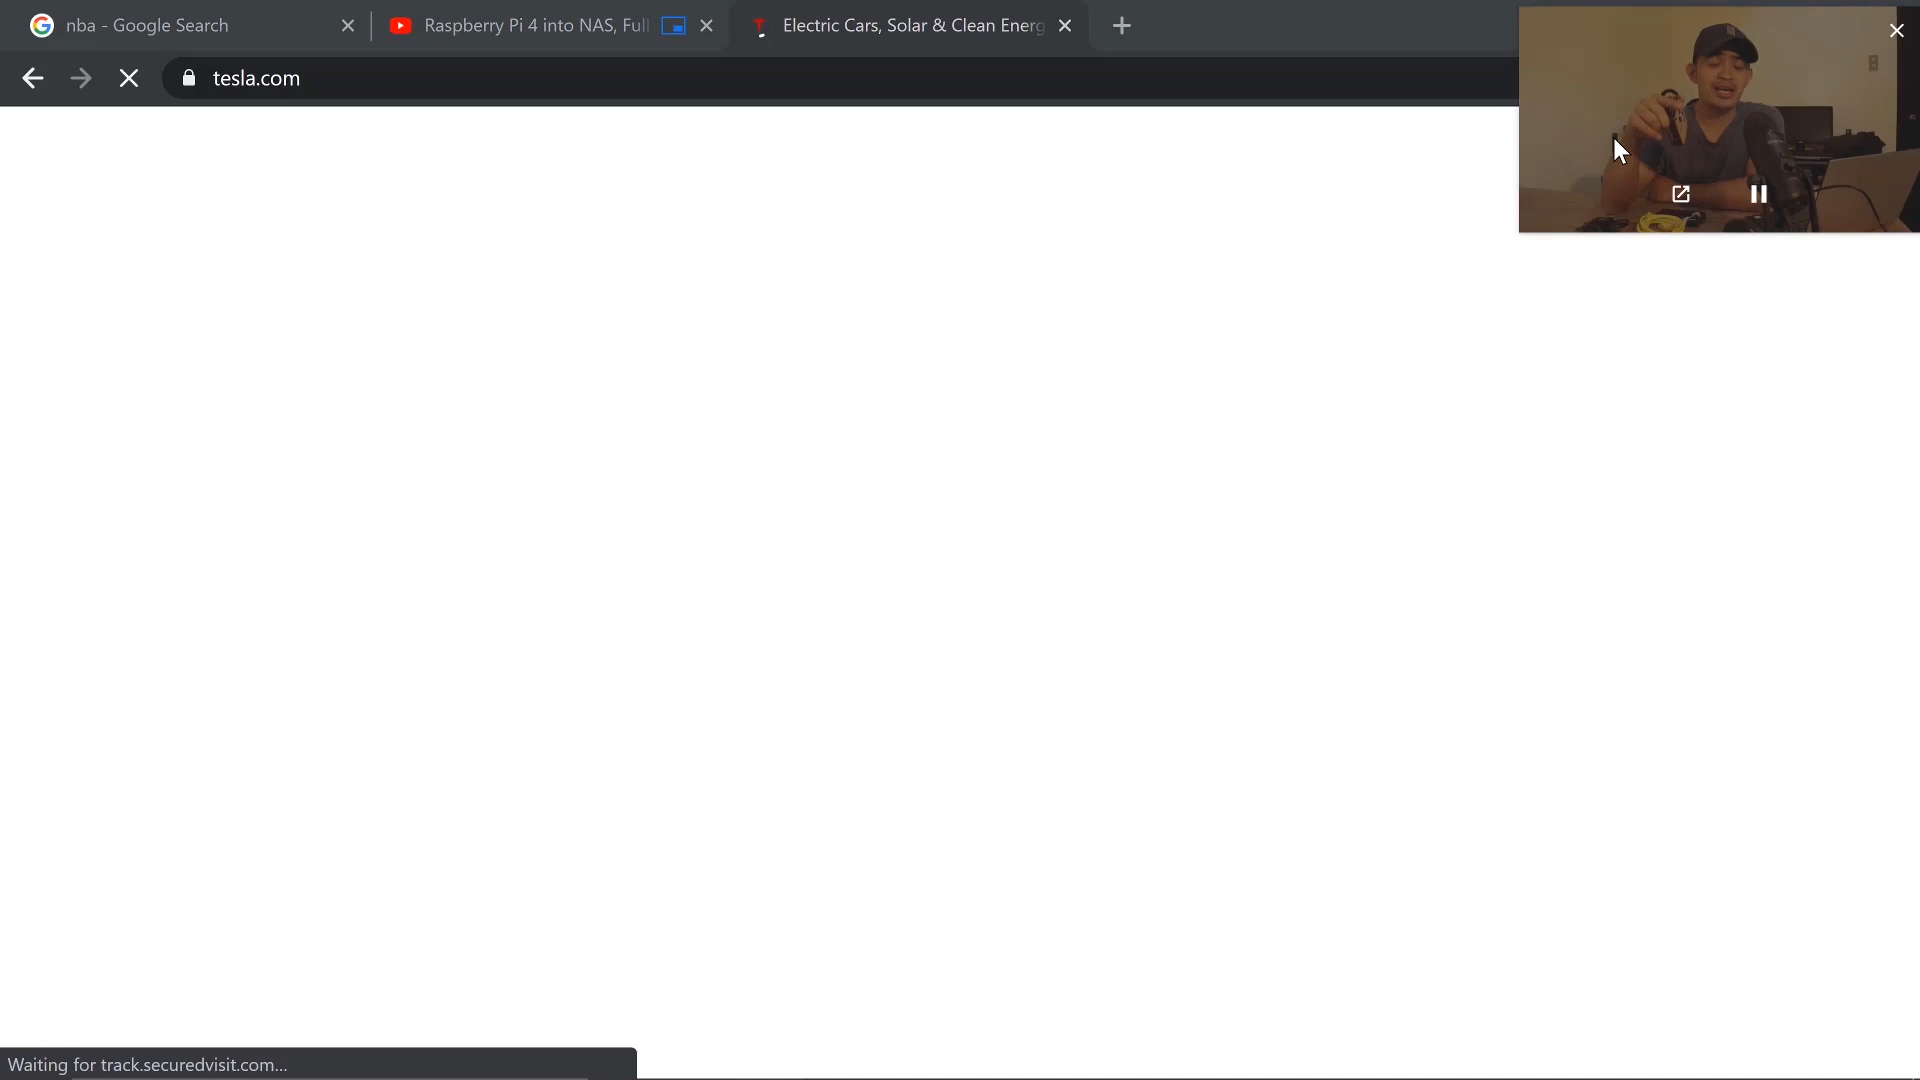 nba - Google Search
Raspberry Pi 4 into NAS, Full
Electric Cars, Solar & Clean Energ
tesla.com
Waiting for track.securedvisit.com...